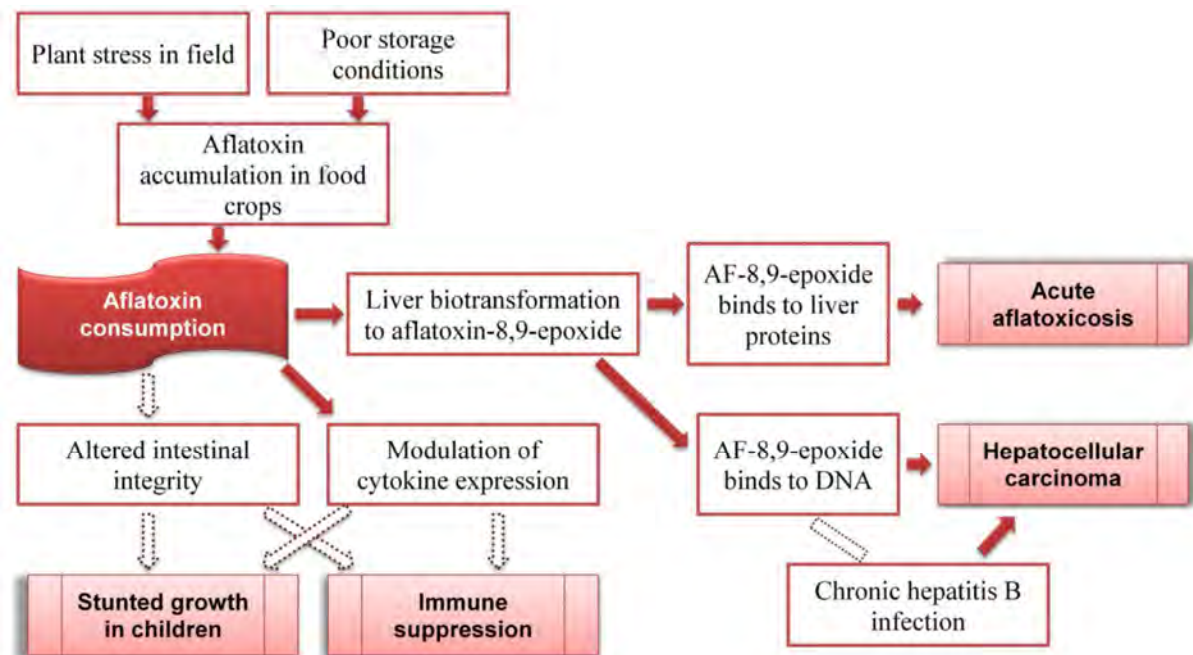 Plant stress in field
Poor storage
conditions
Aflatoxin
accumulation in food
crops
Aflatoxin
consumption
Liver biotransformation
to aflatoxin-8,9-epoxide
AF-8,9-epoxide
binds to liver
proteins
Acute
aflatoxicosis
Altered intestinal
integrity
Modulation of
cytokine expression
AF-8,9-epoxide
binds to DNA
Hepatocellular
carcinoma
Stunted growth
in children
Immune
suppression
Chronic hepatitis B
infection